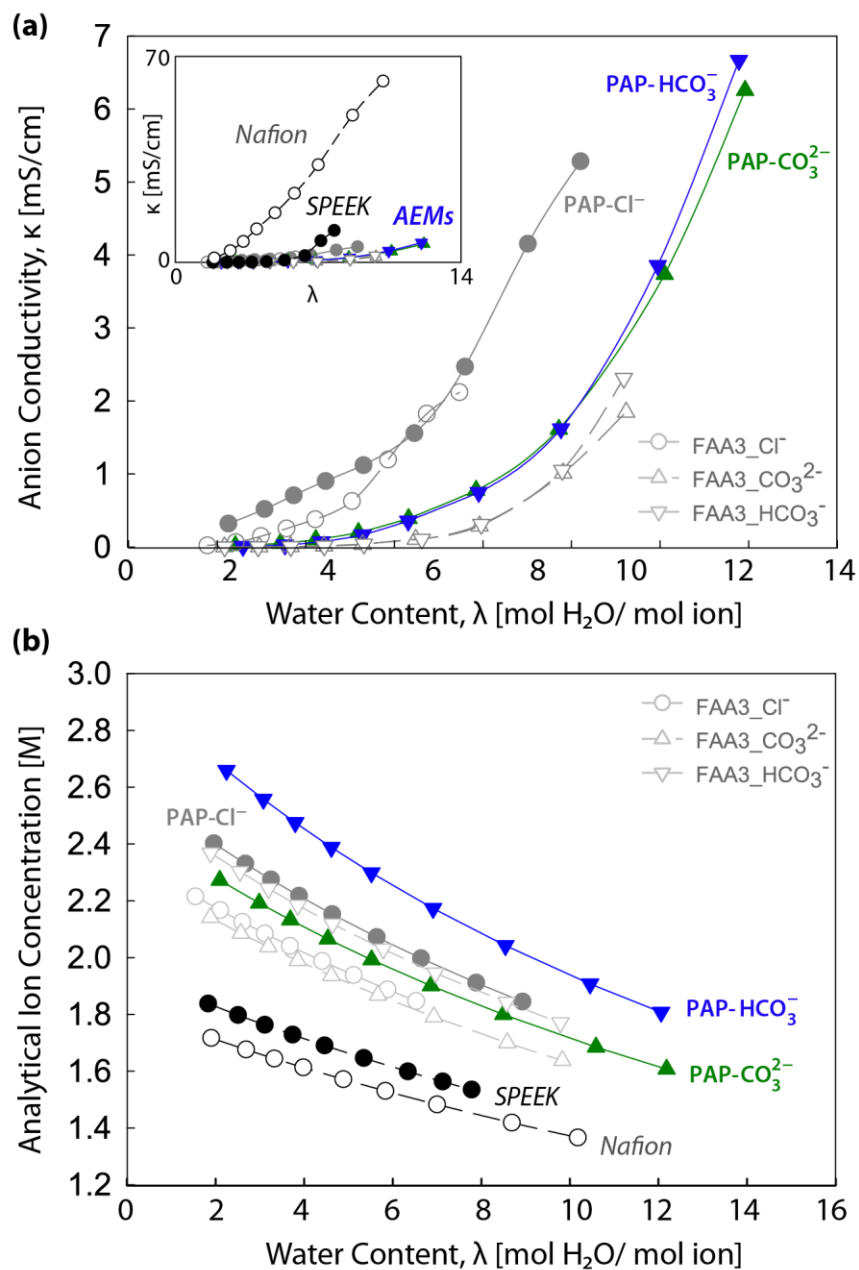 (a)
7
6
5
4
3
2
1
0
Anion Conductivity, κ [mS/cm]
70
0
κ [mS/cm]
Nafion
SPEEK
AEMs
0
14
λ
PAP-HCO₃⁻
PAP-CO₃²⁻
PAP-Cl⁻
FAA3_Cl⁻
FAA3_CO₃²⁻
FAA3_HCO₃⁻
0 2 4 6 8 10 12 14
Water Content, λ [mol H₂O/ mol ion]
(b)
3.0
2.8
2.6
2.4
2.2
2.0
1.8
1.6
1.4
1.2
Analytical Ion Concentration [M]
FAA3_Cl⁻
FAA3_CO₃²⁻
FAA3_HCO₃⁻
PAP-Cl⁻
PAP-HCO₃⁻
PAP-CO₃²⁻
SPEEK
Nafion
0 2 4 6 8 10 12 14 16
Water Content, λ [mol H₂O/ mol ion]